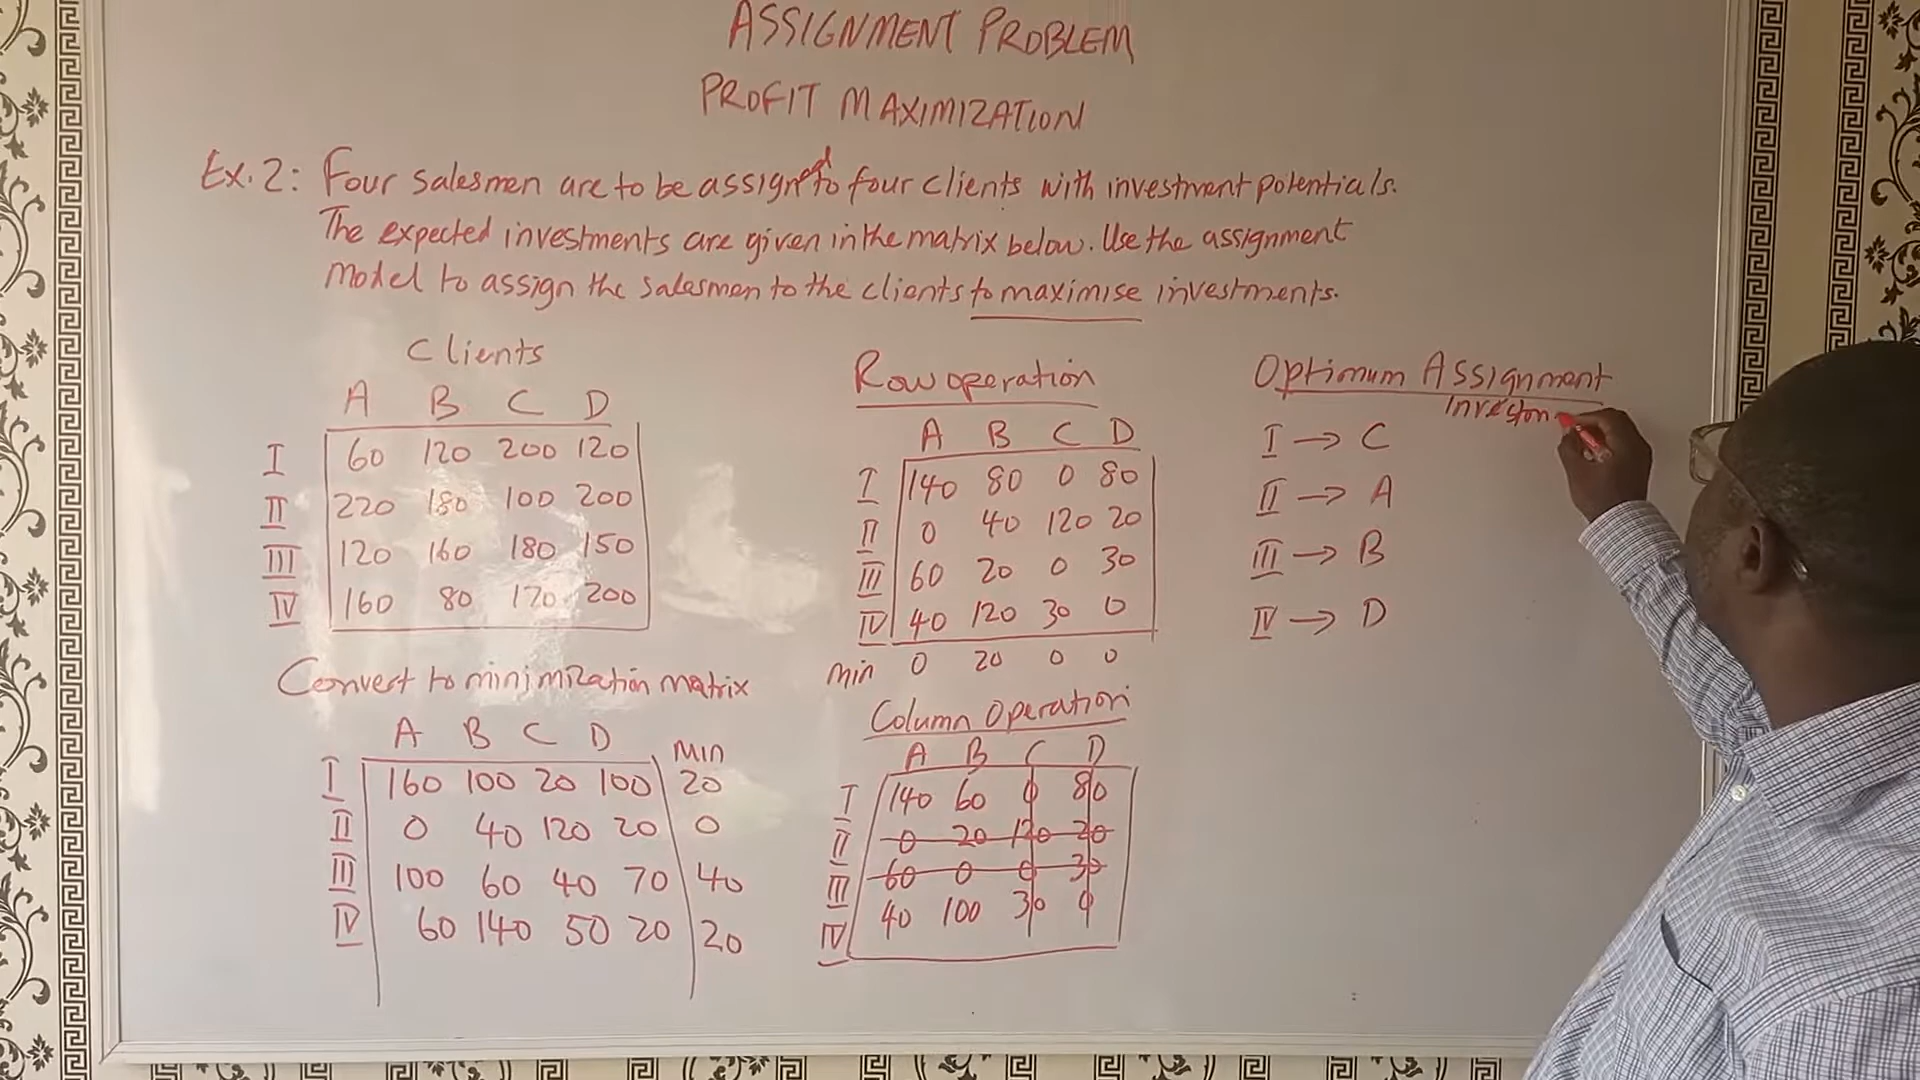 ASSIGNMENT PROBLEM
PROFIT MAXIMIZATION
Ex.2: Four salesmen are to be assigned to four clients with investment potentials.
The expected investments are given in the matrix below. Use the assignment
model to assign the salesmen to the clients to maximise investments.
Clients
A B C D
I 60 120 200 120
II 220 180 100 200
III 120 160 180 150
IV 160 80 170 200
Convert to minimization matrix
A B C D Min
I 160 100 20 100 20
II 0 40 120 20 0
III 100 60 40 70 40
IV 60 140 50 20 20
Row operation
A B C D
I 140 80 0 80
II 0 40 120 20
III 60 20 0 30
IV 40 120 30 0
min 0 20 0 0
Column Operation
A B C D
I 140 60 0 80
II 0 20 120 20
III 60 0 0 30
IV 40 100 30 0
Optimum Assignment
Investm
I → C
II → A
III → B
IV → D